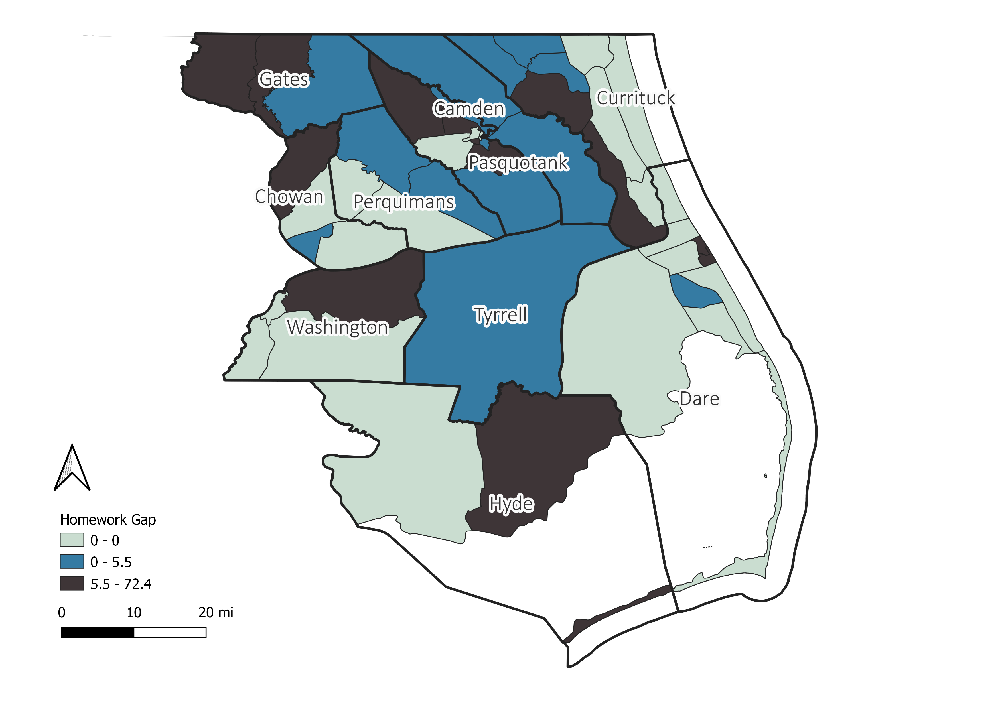 Gates
Currituck
Camden
Pasquotank
Chowan
Perquimans
Tyrrell
Washington
Dare
Hyde
Homework Gap
0 - 0
0 - 5.5
5.5 - 72.4
0 10 20 mi